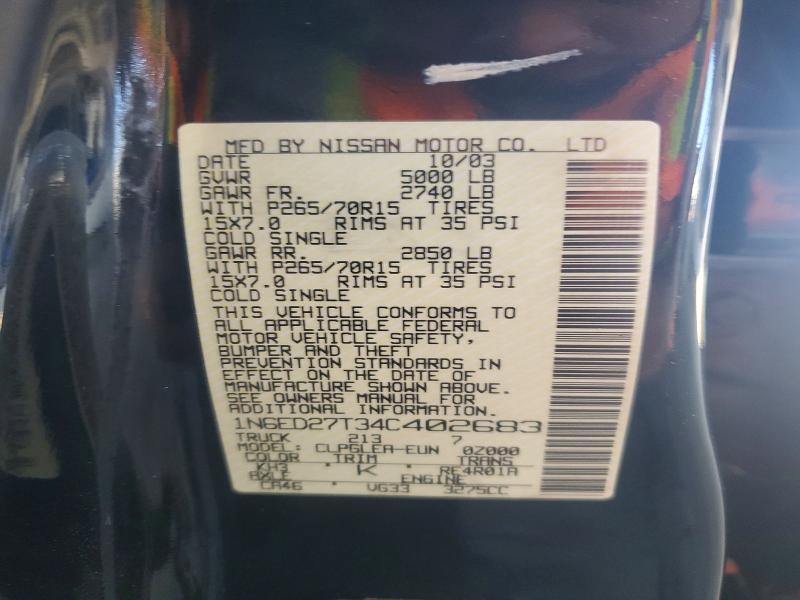 MFD BY NISSAN MOTOR CO. LTD
DATE 10/03
GVWR 5000 LB
GAWR FR. 2740 LB
WITH P265/70R15 TIRES
15X7.0 RIMS AT 35 PSI
COLD SINGLE
GAWR RR. 2850 LB
WITH P265/70R15 TIRES
15X7.0 RIMS AT 35 PSI
COLD SINGLE
THIS VEHICLE CONFORMS TO
ALL APPLICABLE FEDERAL
MOTOR VEHICLE SAFETY,
BUMPER AND THEFT
PREVENTION STANDARDS IN
EFFECT ON THE DATE OF
MANUFACTURE SHOWN ABOVE.
SEE OWNERS MANUAL FOR
ADDITIONAL INFORMATION.
1N6ED27T34C402683
TRUCK 213 7
MODEL: CLPGLEA-EUN 0Z000
COLOR TRIM TRANS
KH3 · K · RE4R01A
AXLE ENGINE
CA46 · VG33 3275CC